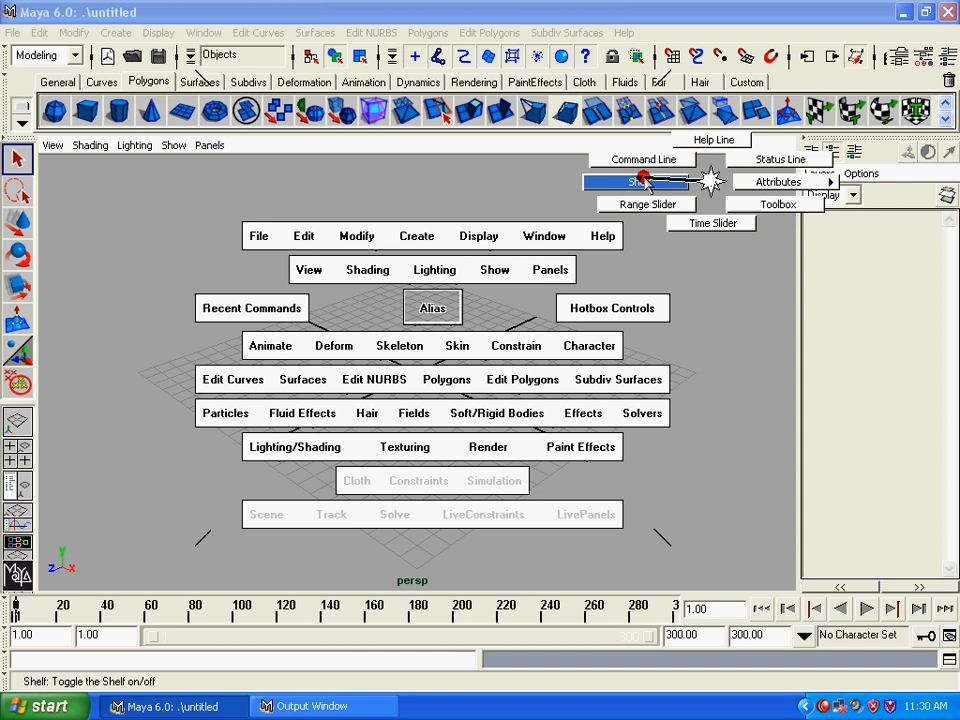 Maya 6.0: .\untitled
File Edit Modify Create Display Window Edit Curves Surfaces Edit NURBS Polygons Edit Polygons Subdiv Surfaces Help
Modeling Objects
General Curves Polygons Surfaces Subdivs Deformation Animation Dynamics Rendering PaintEffects Cloth Fluids Fur Hair Custom
View Shading Lighting Show Panels
Help Line
Command Line Status Line
Attributes
Range Slider Toolbox
Time Slider
Layers Options
Display
File Edit Modify Create Display Window Help
View Shading Lighting Show Panels
Recent Commands Alias Hotbox Controls
Animate Deform Skeleton Skin Constrain Character
Edit Curves Surfaces Edit NURBS Polygons Edit Polygons Subdiv Surfaces
Particles Fluid Effects Hair Fields Soft/Rigid Bodies Effects Solvers
Lighting/Shading Texturing Render Paint Effects
Cloth Constraints Simulation
Scene Track Solve LiveConstraints LivePanels
y
z x
persp
MAYA
20 40 60 80 100 120 140 160 180 200 220 240 260 280 3 1.00
1.00 1.00 1 300 300.00 300.00 No Character Set
Shelf: Toggle the Shelf on/off
start Maya 6.0: .\untitled Output Window 11:30 AM